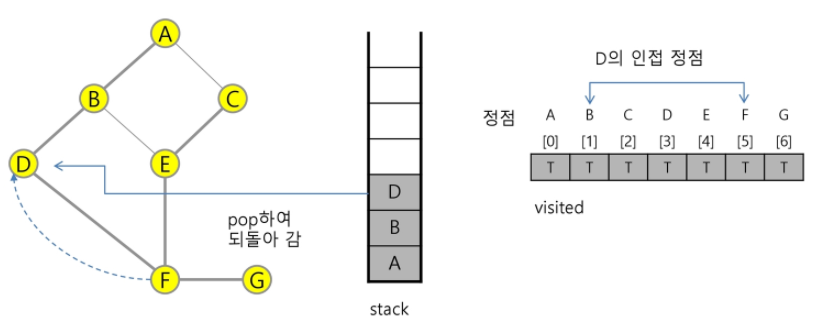 A
B
C
D
E
F
G
pop하여
되돌아 감
D
B
A
stack
D의 인접 정점
정점 A B C D E F G
[0] [1] [2] [3] [4] [5] [6]
T T T T T T T
visited